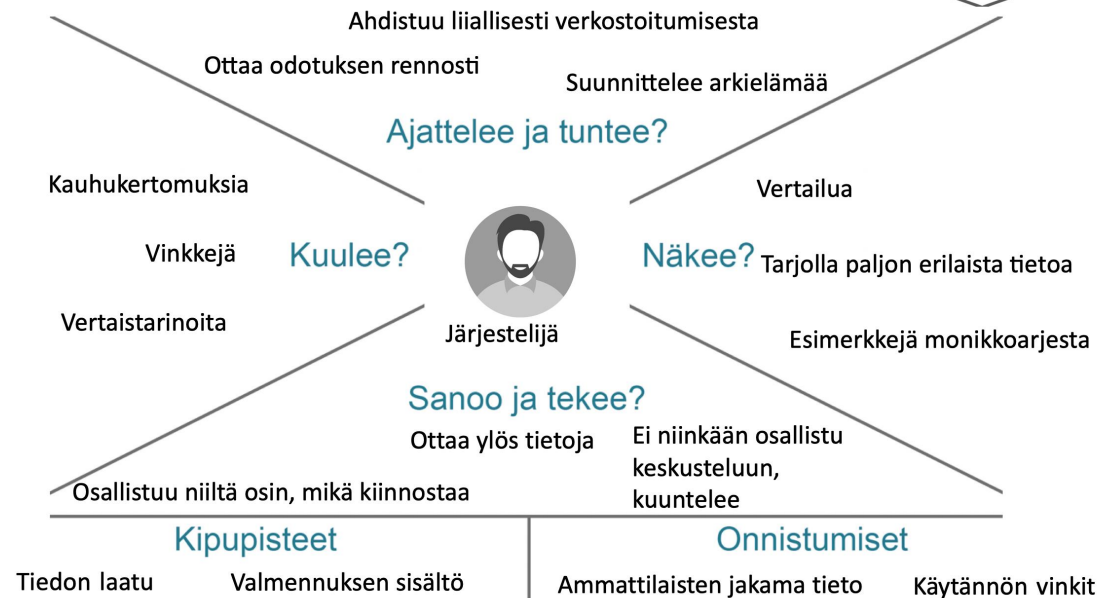 Ahdistuu liiallisesti verkostoitumisesta
Ottaa odotuksen rennosti
Suunnittelee arkielämää
Ajattelee ja tuntee?
Kauhukertomuksia
Vinkkejä
Vertaistarinoita
Kuulee?
Järjestelijä
Näkee?
Vertailua
Tarjolla paljon erilaista tietoa
Esimerkkejä monikkoarjesta
Sanoo ja tekee?
Ottaa ylös tietoja
Ei niinkään osallistu
keskusteluun,
kuuntelee
Osallistuu niiltä osin, mikä kiinnostaa
Kipupisteet
Tiedon laatu
Valmennuksen sisältö
Onnistumiset
Ammattilaisten jakama tieto
Käytännön vinkit